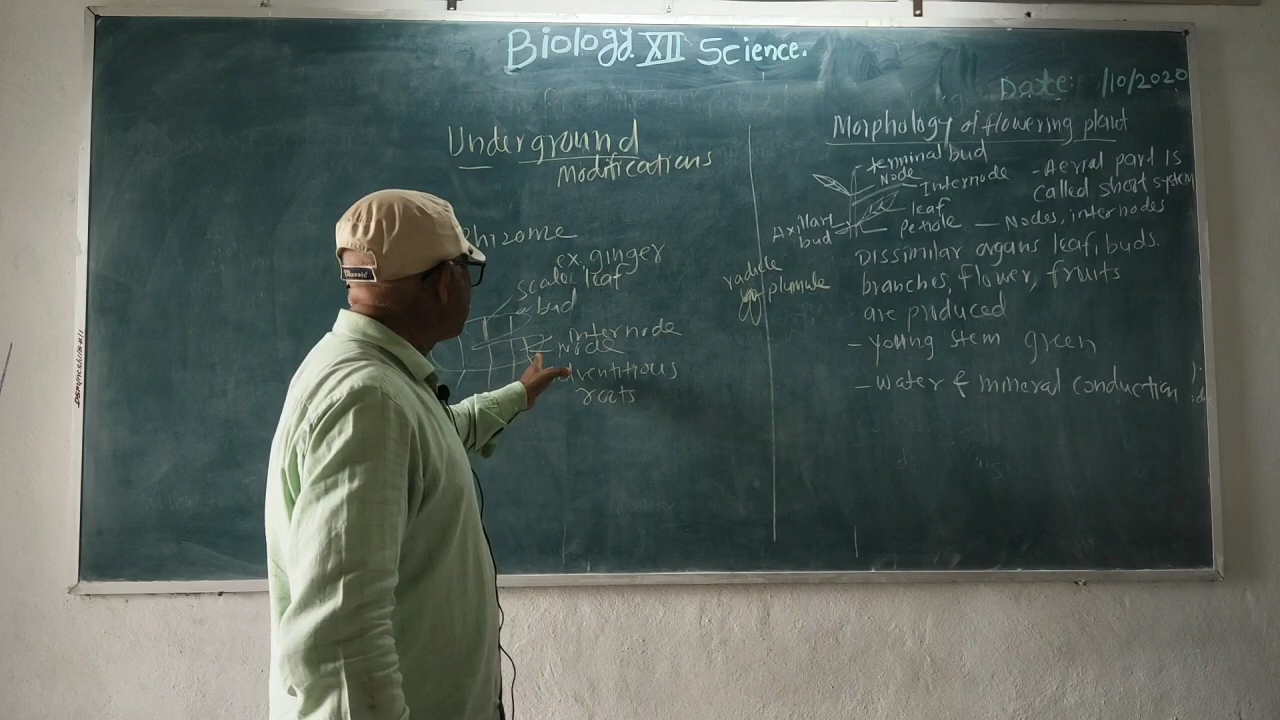 Biology XII Science.
Date: /10/2020
Underground
Modifications
Rhizome
ex. ginger
scale leaf
bud
internode
Node
adventitious
roots
radicle
plumule
Morphology of flowering plant
terminal bud
Node
Internode
leaf
Petiole
Axillary
bud
- Aerial part is
called shoot system
- Nodes, internodes
Dissimilar organs leaf, buds.
branches, flower, fruits
are produced
- young stem green
- water & mineral conduction
Classic